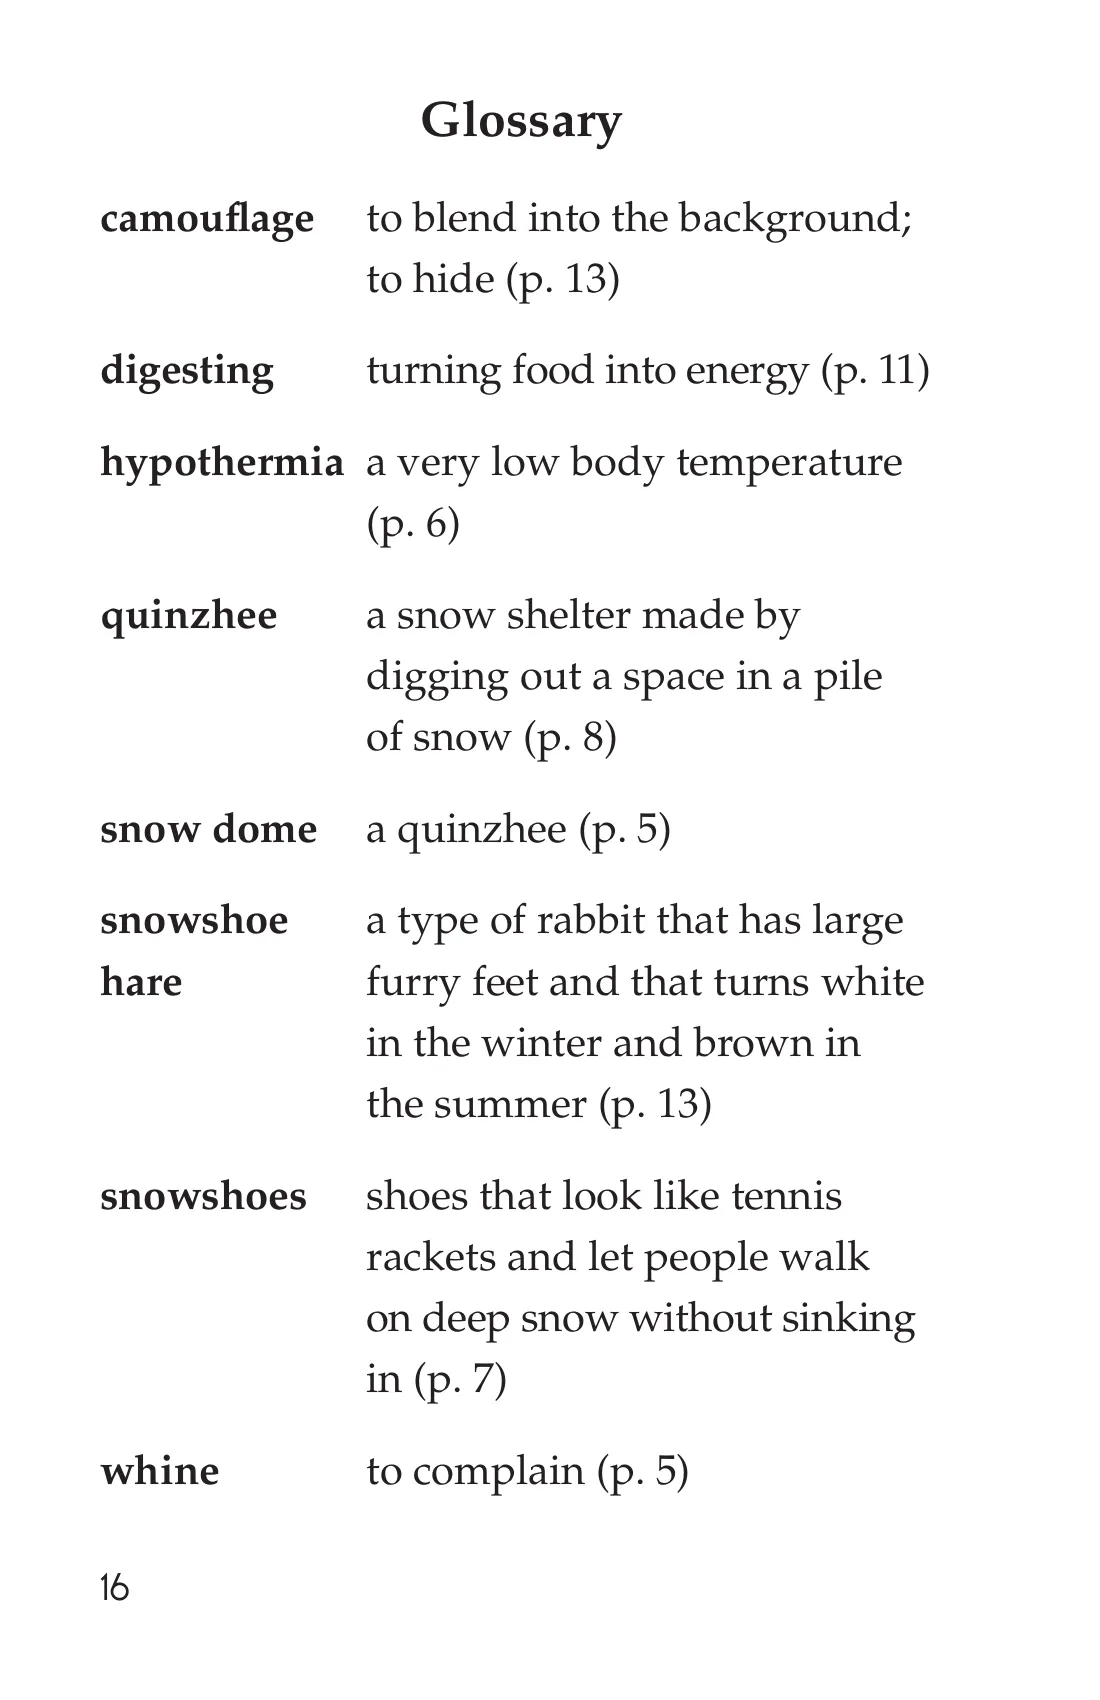 Glossary
camouflage to blend into the background;
to hide (p. 13)
digesting turning food into energy (p. 11)
hypothermia a very low body temperature
(p. 6)
quinzhee a snow shelter made by
digging out a space in a pile
of snow (p. 8)
snow dome a quinzhee (p. 5)
snowshoe a type of rabbit that has large
hare furry feet and that turns white
in the winter and brown in
the summer (p. 13)
snowshoes shoes that look like tennis
rackets and let people walk
on deep snow without sinking
in (p. 7)
whine to complain (p. 5)
16